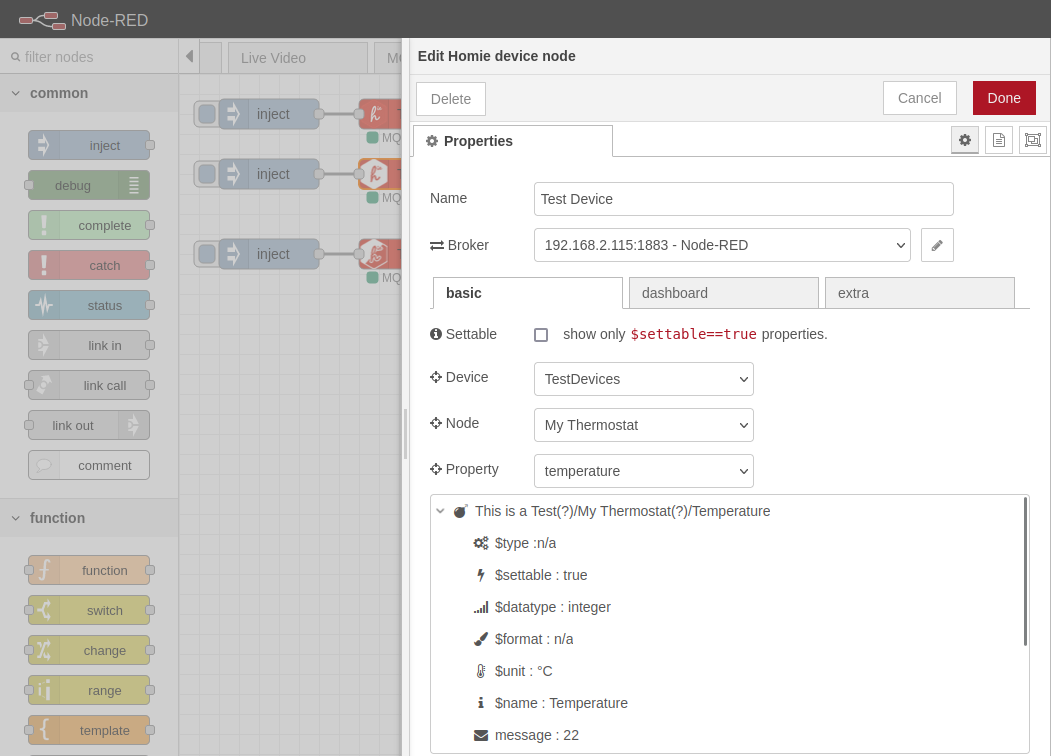 Node-RED
filter nodes
common
inject
debug
complete
catch
status
link in
link call
link out
comment
function
function
switch
change
range
template
Live Video
inject
MQ
inject
MQ
inject
MQ
Edit Homie device node
Delete
Cancel
Done
Properties
Name
Test Device
Broker
192.168.2.115:1883 - Node-RED
basic
dashboard
extra
Settable
show only $settable==true properties.
Device
TestDevices
Node
My Thermostat
Property
temperature
This is a Test(?)/My Thermostat(?)/Temperature
$type :n/a
$settable : true
$datatype : integer
$format : n/a
$unit : °C
$name : Temperature
message : 22